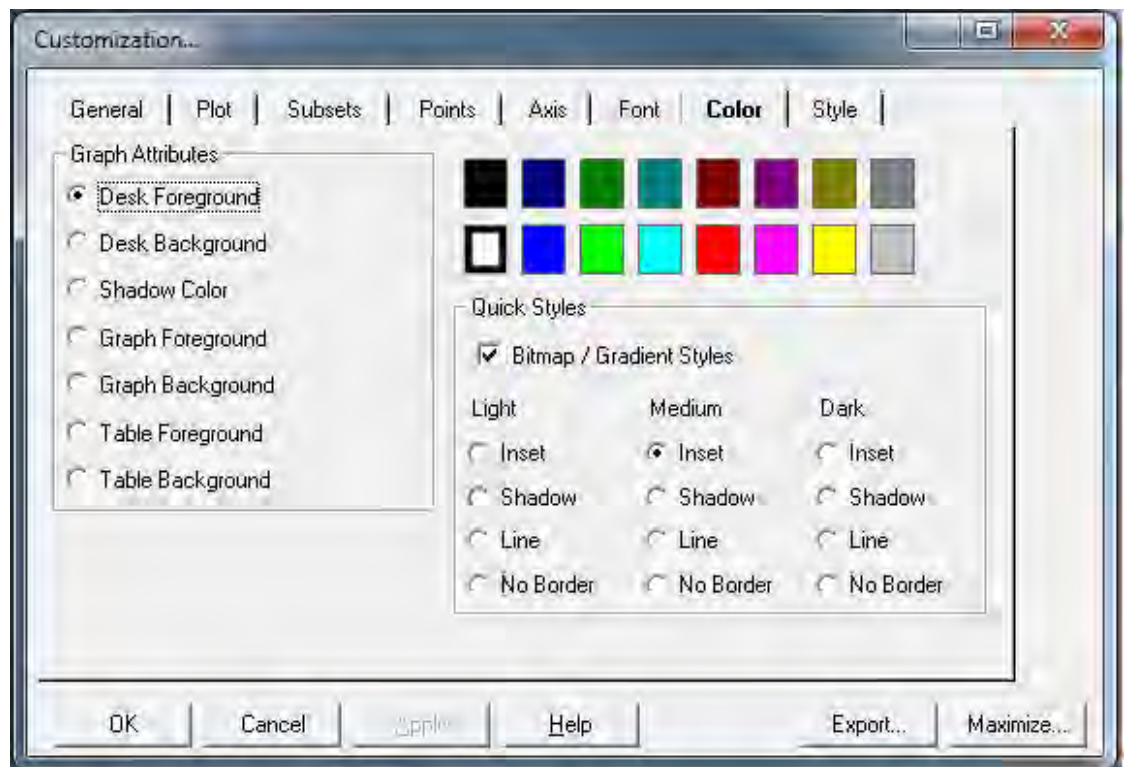 Customization...
General Plot Subsets Points Axis Font Color Style
Graph Attributes
Desk Foreground
Desk Background
Shadow Color
Graph Foreground
Graph Background
Table Foreground
Table Background
Quick Styles
Bitmap / Gradient Styles
Light Medium Dark
Inset Inset Inset
Shadow Shadow Shadow
Line Line Line
No Border No Border No Border
OK Cancel Apply Help Export... Maximize...